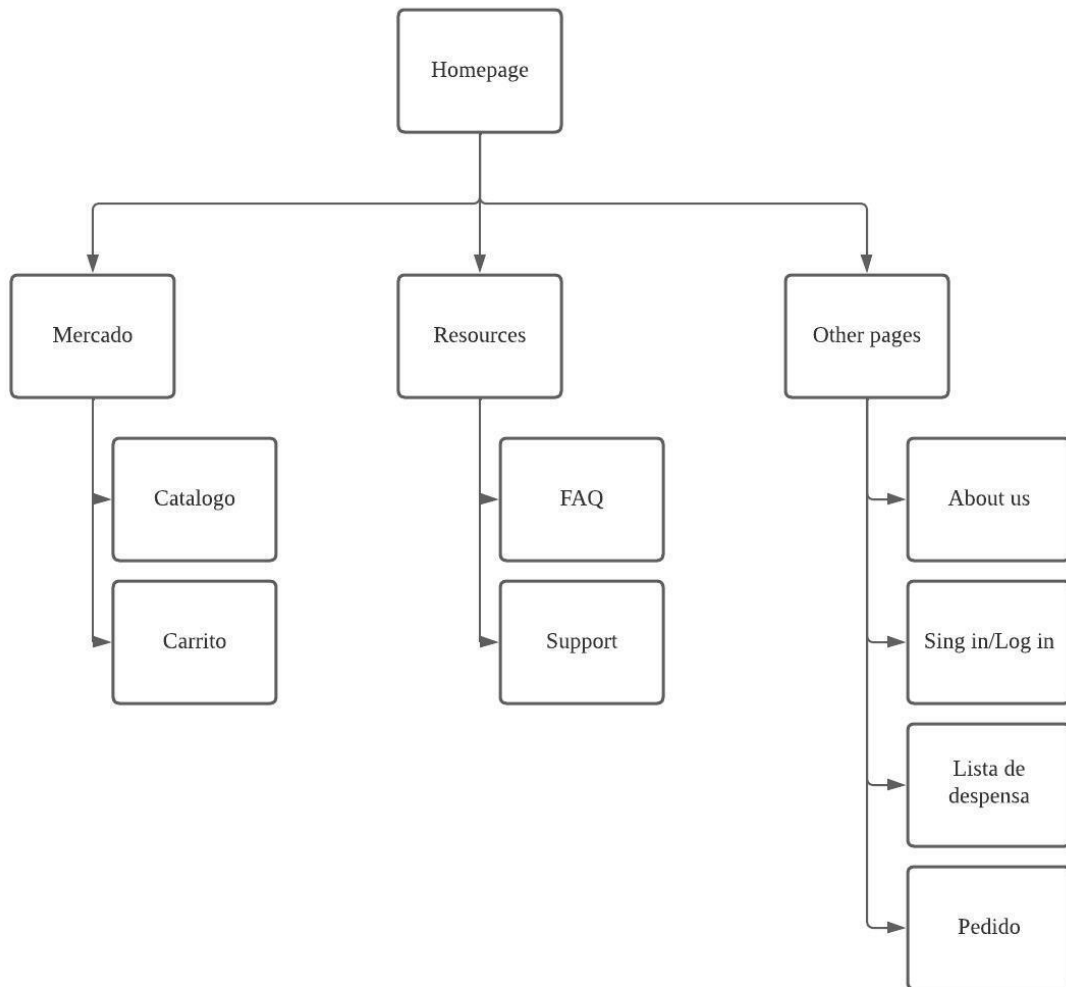 Homepage
Mercado
Resources
Other pages
Catalogo
FAQ
About us
Carrito
Support
Sing in/Log in
Lista de
despensa
Pedido